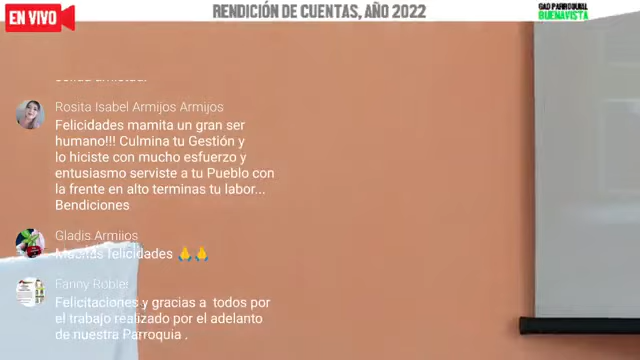 EN VIVO
RENDICIÓN DE CUENTAS, AÑO 2022
GAD PARROQUIAL
BUENAVISTA
Rosita Isabel Armijos Armijos
Felicidades mamita un gran ser
humano!!! Culmina tu Gestión y
lo hiciste con mucho esfuerzo y
entusiasmo serviste a tu Pueblo con
la frente en alto terminas tu labor...
Bendiciones
Gladis Armijos
Muchas felicidades 🙏🙏
Fanny Robler
Felicitaciones y gracias a todos por
el trabajo realizado por el adelanto
de nuestra Parroquia .